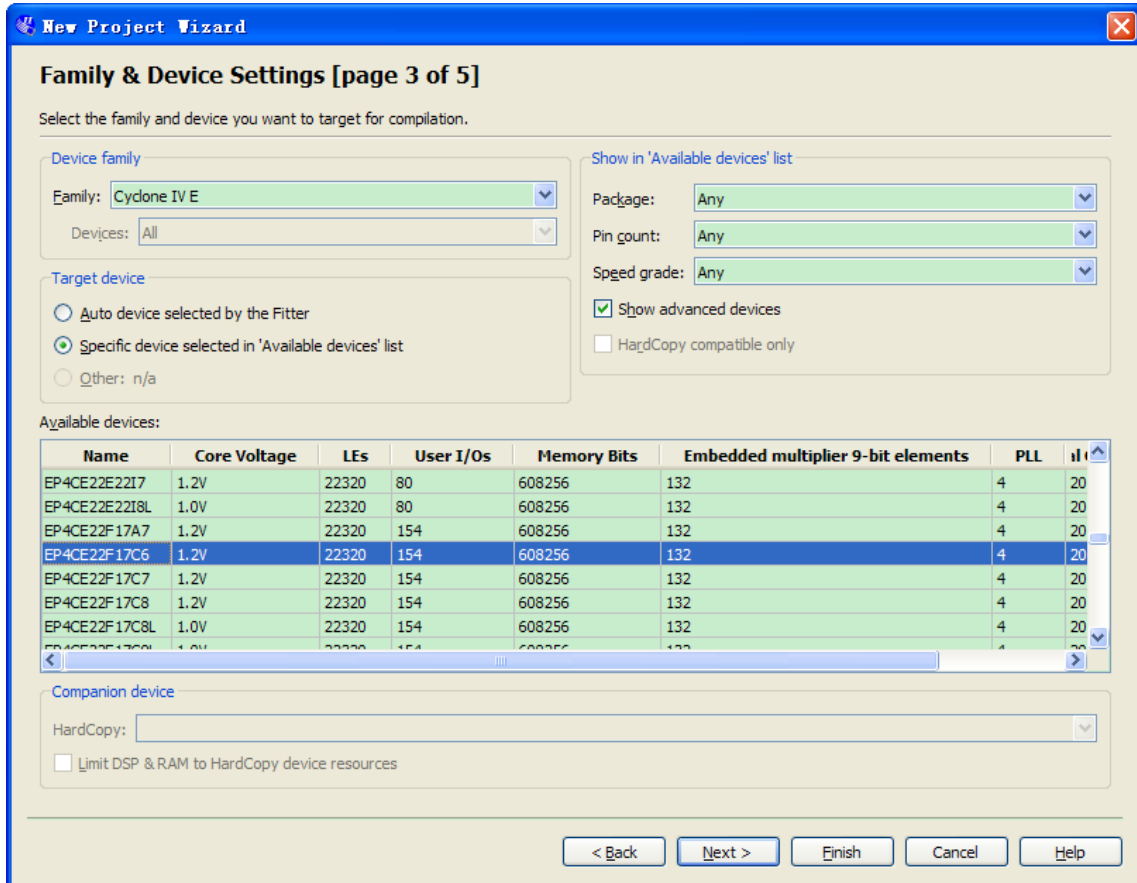 New Project Wizard
Family & Device Settings [page 3 of 5]
Select the family and device you want to target for compilation.
Device family
Family: Cyclone IV E
Devices: All
Target device
Auto device selected by the Fitter
Specific device selected in 'Available devices' list
Other: n/a
Show in 'Available devices' list
Package: Any
Pin count: Any
Speed grade: Any
Show advanced devices
HardCopy compatible only
Available devices:
Name Core Voltage LEs User I/Os Memory Bits Embedded multiplier 9-bit elements PLL
EP4CE22E22I7 1.2V 22320 80 608256 132 4 20
EP4CE22E22I8L 1.0V 22320 80 608256 132 4 20
EP4CE22F17A7 1.2V 22320 154 608256 132 4 20
EP4CE22F17C6 1.2V 22320 154 608256 132 4 20
EP4CE22F17C7 1.2V 22320 154 608256 132 4 20
EP4CE22F17C8 1.2V 22320 154 608256 132 4 20
EP4CE22F17C8L 1.0V 22320 154 608256 132 4 20
Companion device
HardCopy:
Limit DSP & RAM to HardCopy device resources
< Back Next > Finish Cancel Help